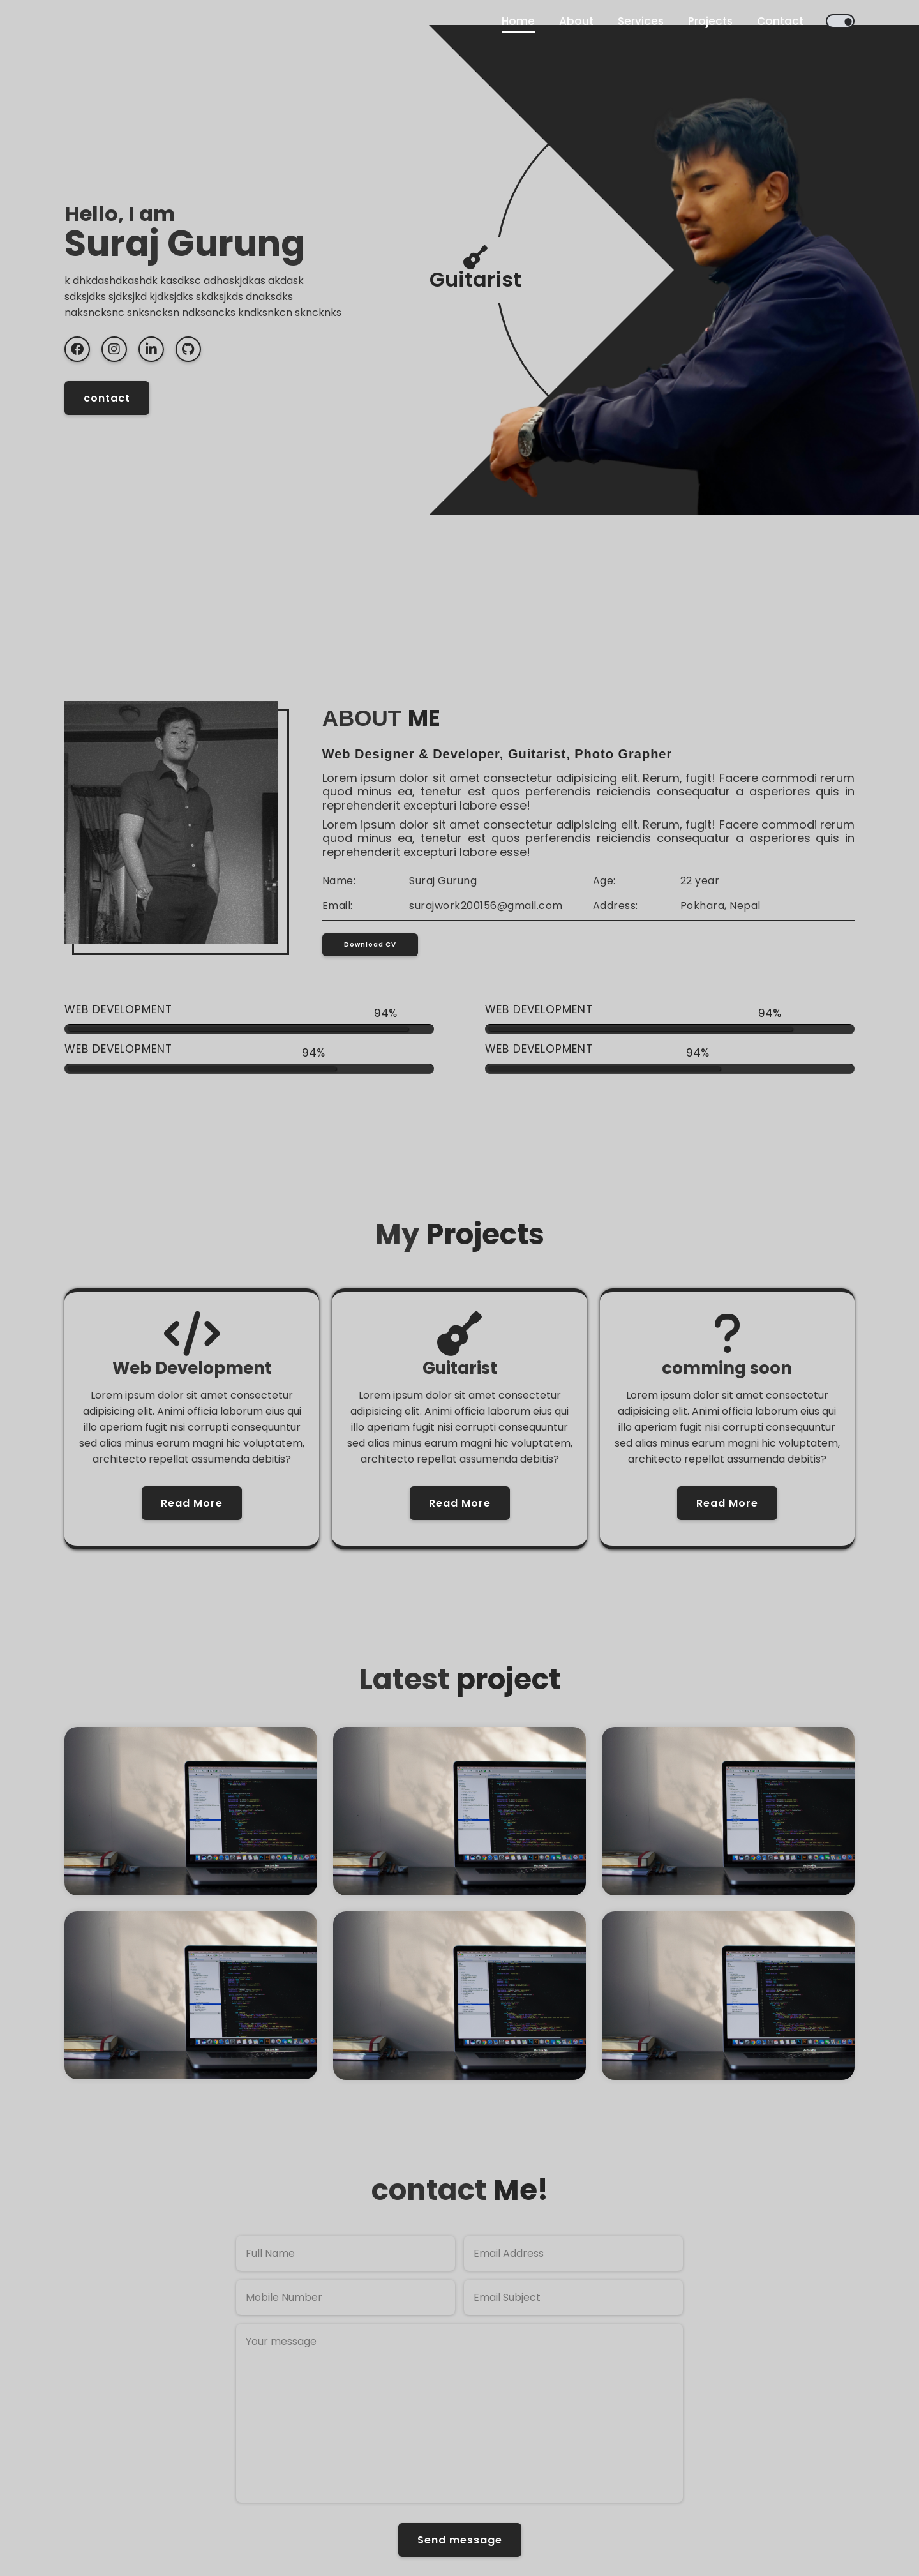 Home About Services Projects Contact
Hello, I am
Suraj Gurung
k dhkdashdkashdk kasdksc adhaskjdkas akdask
sdksjdks sjdksjkd kjdksjdks skdksjkds dnaksdks
naksncksnc snksncksn ndksancks kndksnkcn skncknks
contact
Guitarist
ABOUT ME
Web Designer & Developer, Guitarist, Photo Grapher
Lorem ipsum dolor sit amet consectetur adipisicing elit. Rerum, fugit! Facere commodi rerum
quod minus ea, tenetur est quos perferendis reiciendis consequatur a asperiores quis in
reprehenderit excepturi labore esse!
Lorem ipsum dolor sit amet consectetur adipisicing elit. Rerum, fugit! Facere commodi rerum
quod minus ea, tenetur est quos perferendis reiciendis consequatur a asperiores quis in
reprehenderit excepturi labore esse!
Name: Suraj Gurung Age: 22 year
Email: surajwork200156@gmail.com Address: Pokhara, Nepal
Download CV
WEB DEVELOPMENT 94% WEB DEVELOPMENT 94%
WEB DEVELOPMENT 94% WEB DEVELOPMENT 94%
My Projects
Web Development
Lorem ipsum dolor sit amet consectetur
adipisicing elit. Animi officia laborum eius qui
illo aperiam fugit nisi corrupti consequuntur
sed alias minus earum magni hic voluptatem,
architecto repellat assumenda debitis?
Read More
Guitarist
Lorem ipsum dolor sit amet consectetur
adipisicing elit. Animi officia laborum eius qui
illo aperiam fugit nisi corrupti consequuntur
sed alias minus earum magni hic voluptatem,
architecto repellat assumenda debitis?
Read More
comming soon
Lorem ipsum dolor sit amet consectetur
adipisicing elit. Animi officia laborum eius qui
illo aperiam fugit nisi corrupti consequuntur
sed alias minus earum magni hic voluptatem,
architecto repellat assumenda debitis?
Read More
Latest project
contact Me!
Full Name Email Address
Mobile Number Email Subject
Your message
Send message